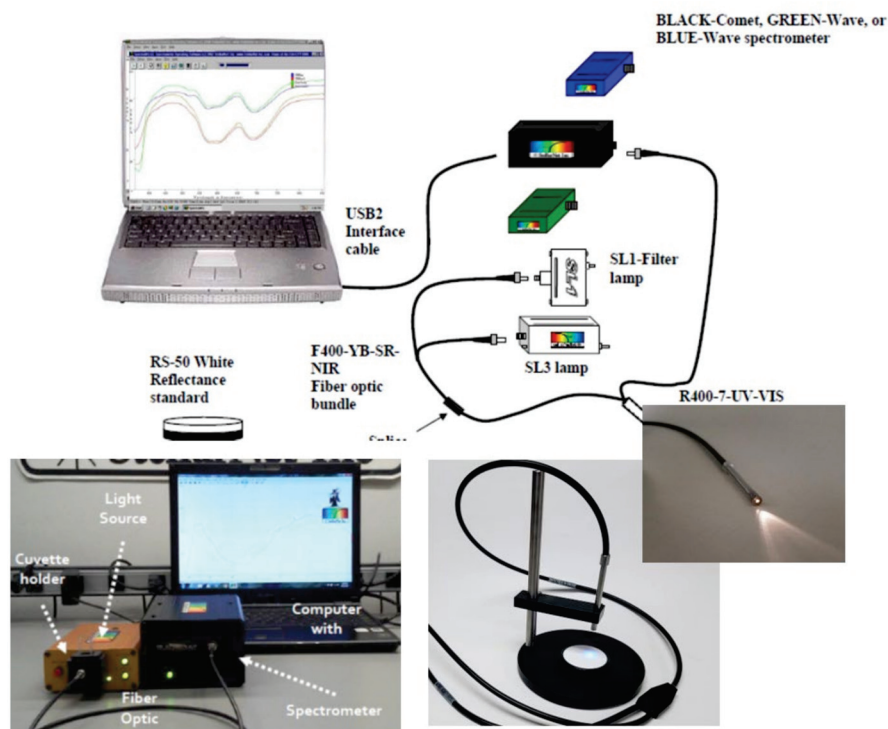 BLACK-Comet, GREEN-Wave, or
BLUE-Wave spectrometer
USB2
Interface
cable
SL1-Filter
lamp
SL1
F400-YB-SR-
NIR
Fiber optic
bundle
SL3 lamp
RS-50 White
Reflectance
standard
R400-7-UV-VIS
Light
Source
Cuvette
holder
Computer
with
Fiber
Optic
Spectrometer